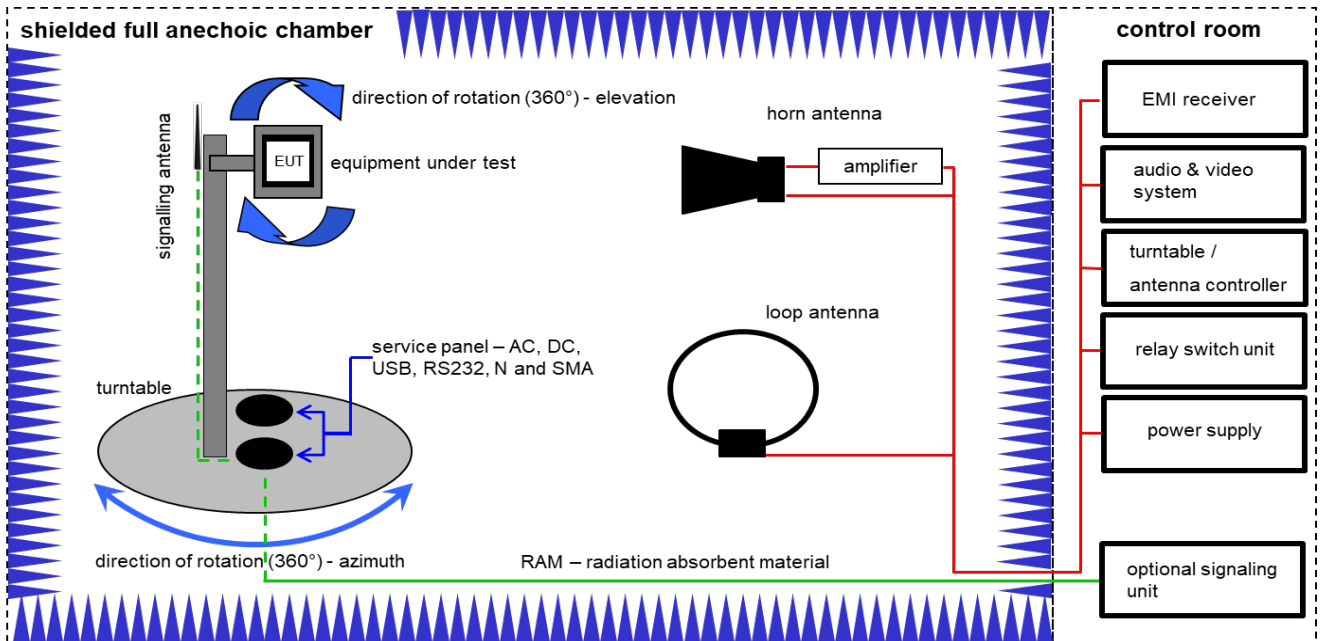 shielded full anechoic chamber
control room
direction of rotation (360°) - elevation
signalling antenna
EUT
equipment under test
horn antenna
amplifier
EMI receiver
audio & video
system
turntable /
antenna controller
loop antenna
service panel – AC, DC,
USB, RS232, N and SMA
relay switch unit
turntable
power supply
direction of rotation (360°) - azimuth
RAM – radiation absorbent material
optional signaling
unit